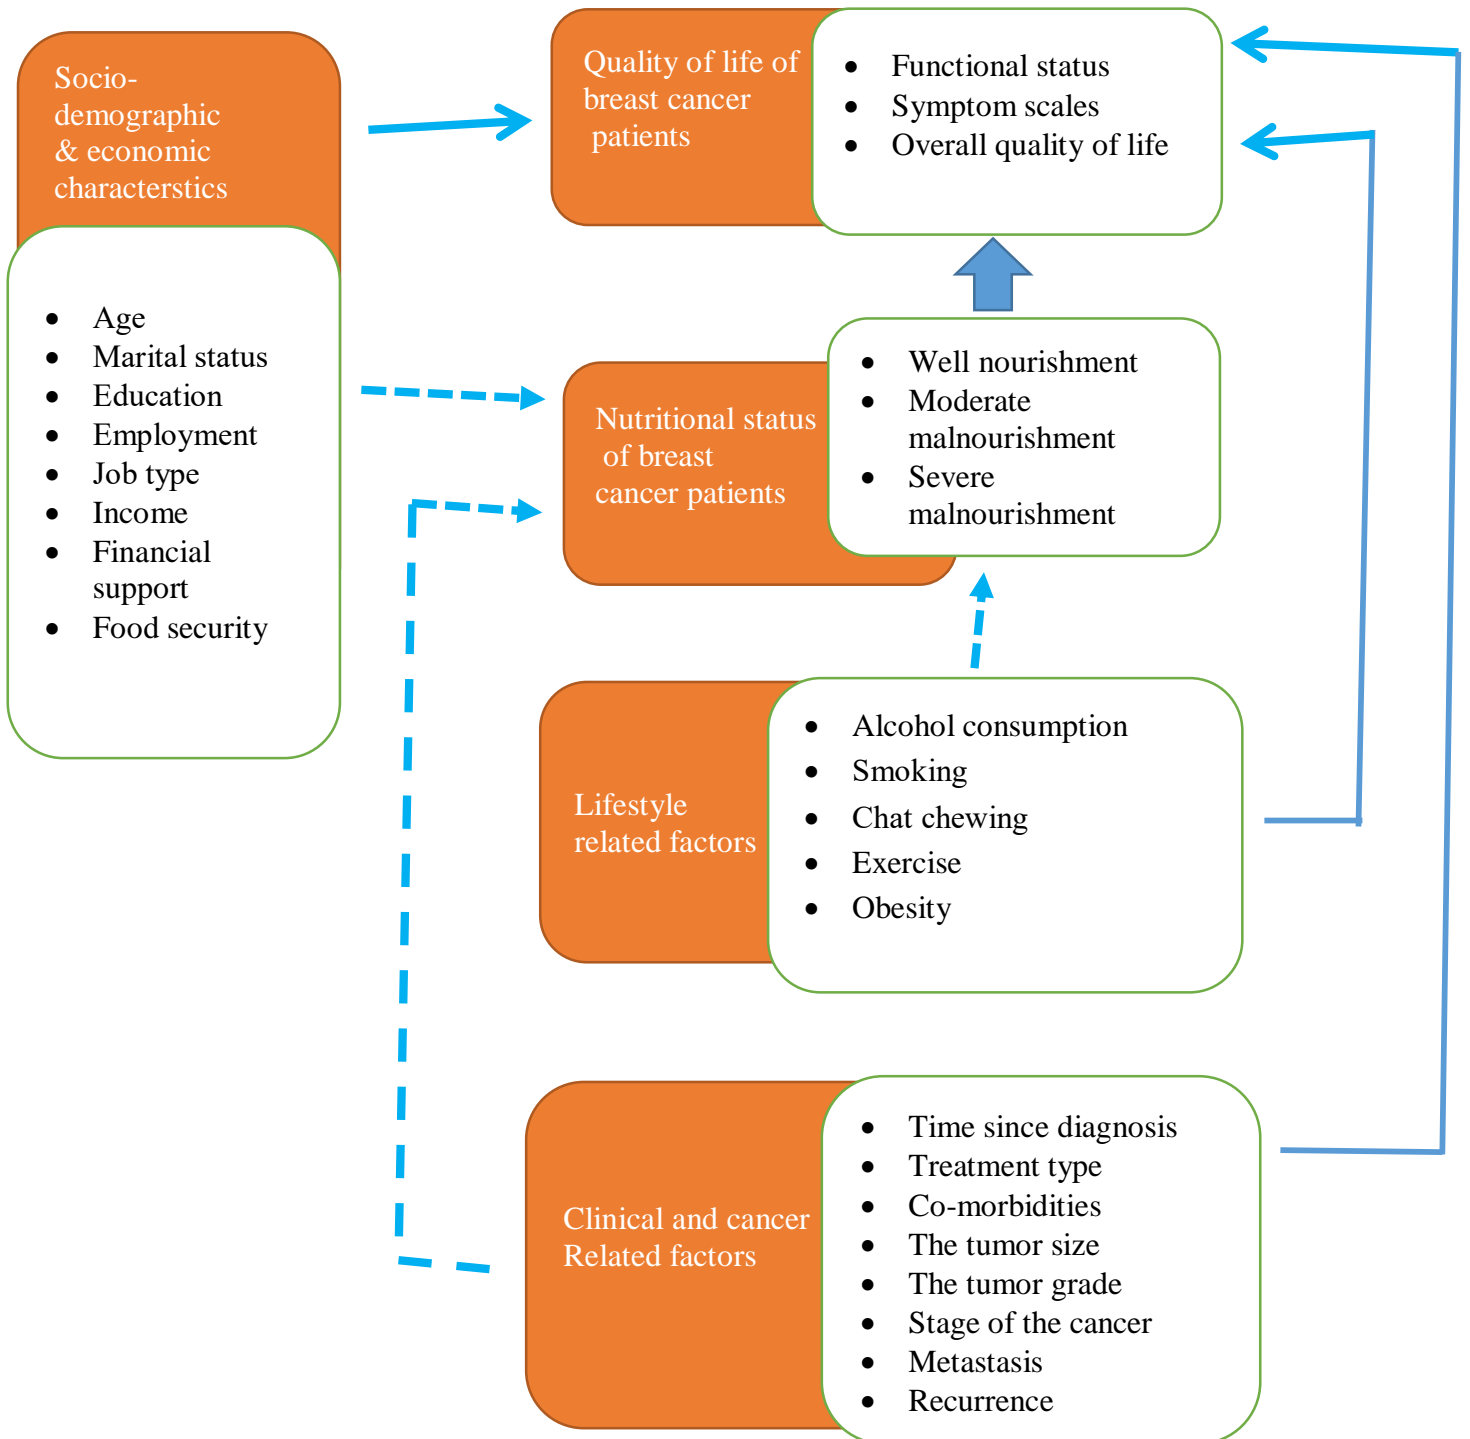 Socio-
demographic
& economic
characterstics
• Age
• Marital status
• Education
• Employment
• Job type
• Income
• Financial
support
• Food security
Quality of life of
breast cancer
patients
• Functional status
• Symptom scales
• Overall quality of life
Nutritional status
of breast
cancer patients
• Well nourishment
• Moderate
malnourishment
• Severe
malnourishment
Lifestyle
related factors
• Alcohol consumption
• Smoking
• Chat chewing
• Exercise
• Obesity
Clinical and cancer
Related factors
• Time since diagnosis
• Treatment type
• Co-morbidities
• The tumor size
• The tumor grade
• Stage of the cancer
• Metastasis
• Recurrence